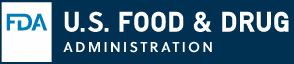 FDA U.S. FOOD & DRUG
ADMINISTRATION